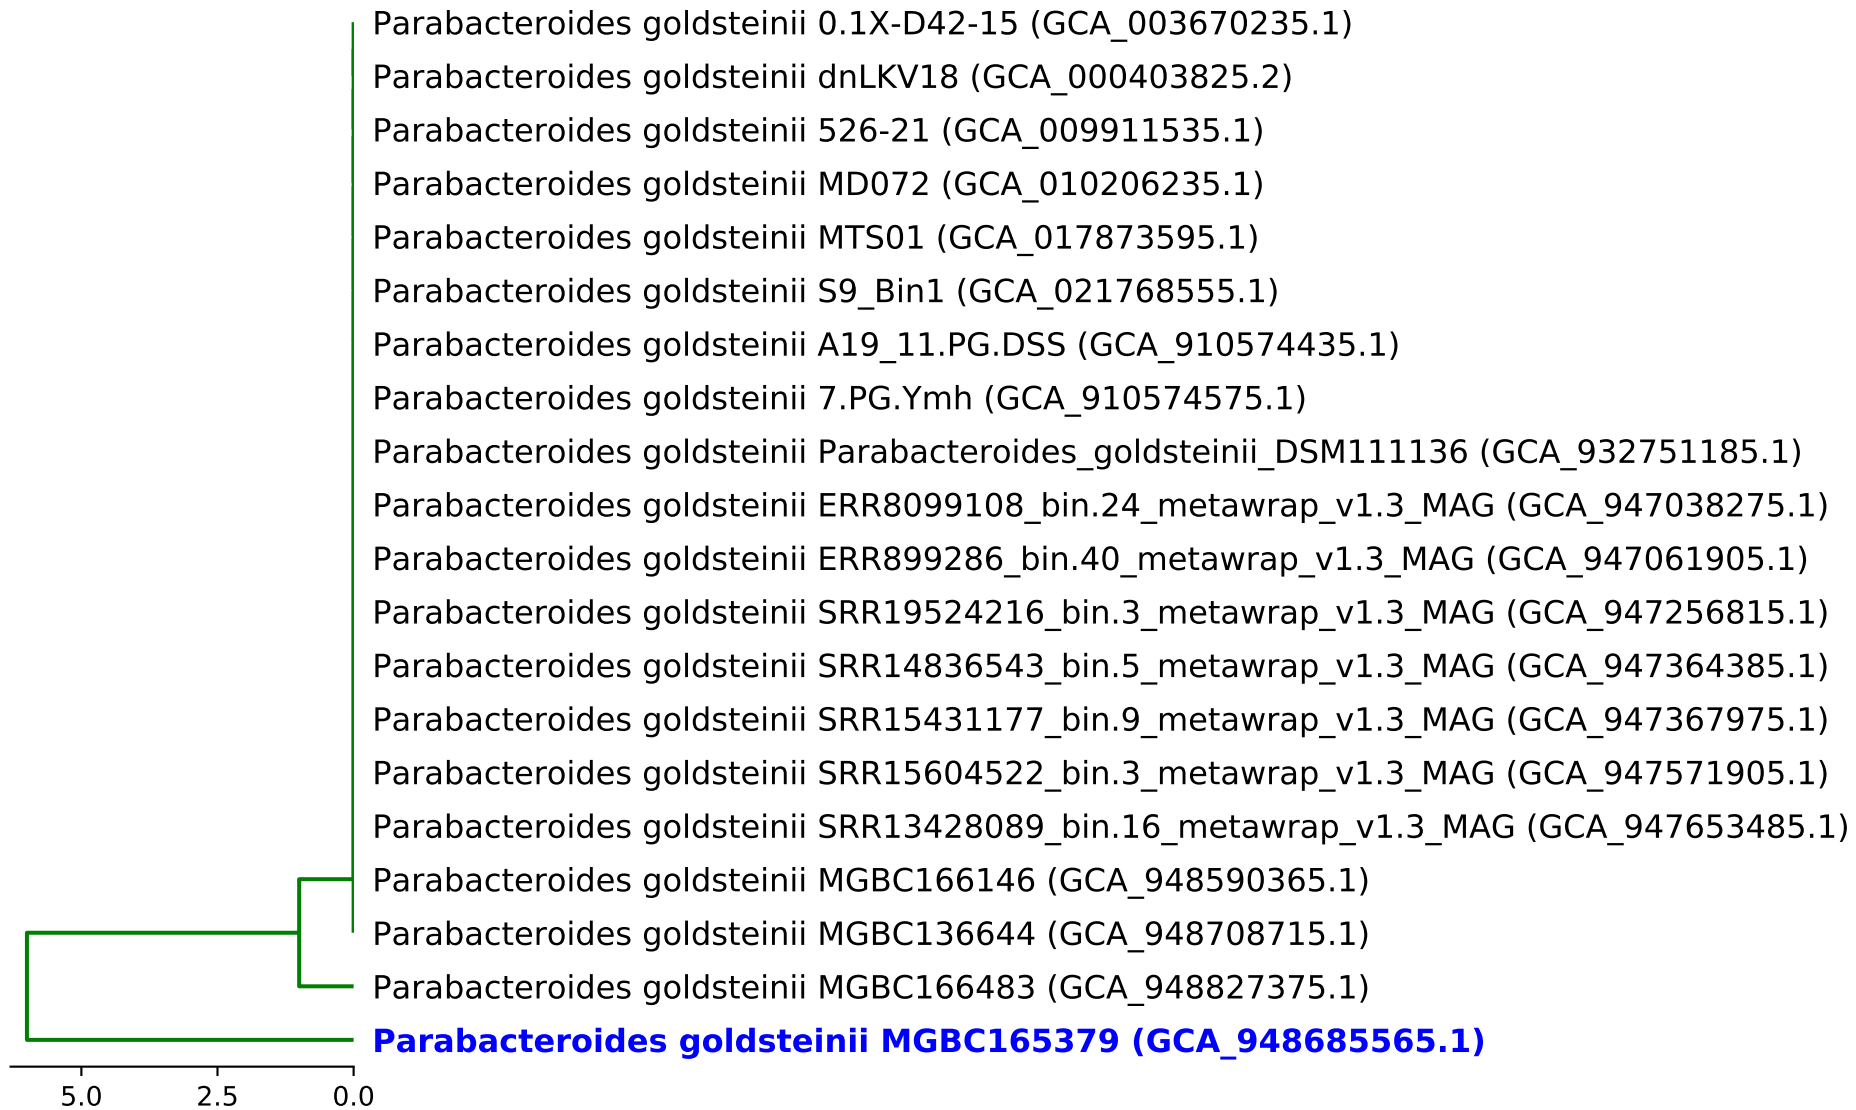 Parabacteroides goldsteinii 0.1X-D42-15 (GCA_003670235.1)
Parabacteroides goldsteinii dnLKV18 (GCA_000403825.2)
Parabacteroides goldsteinii 526-21 (GCA_009911535.1)
Parabacteroides goldsteinii MD072 (GCA_010206235.1)
Parabacteroides goldsteinii MTS01 (GCA_017873595.1)
Parabacteroides goldsteinii S9_Bin1 (GCA_021768555.1)
Parabacteroides goldsteinii A19_11.PG.DSS (GCA_910574435.1)
Parabacteroides goldsteinii 7.PG.Ymh (GCA_910574575.1)
Parabacteroides goldsteinii Parabacteroides_goldsteinii_DSM111136 (GCA_932751185.1)
Parabacteroides goldsteinii ERR8099108_bin.24_metawrap_v1.3_MAG (GCA_947038275.1)
Parabacteroides goldsteinii ERR899286_bin.40_metawrap_v1.3_MAG (GCA_947061905.1)
Parabacteroides goldsteinii SRR19524216_bin.3_metawrap_v1.3_MAG (GCA_947256815.1)
Parabacteroides goldsteinii SRR14836543_bin.5_metawrap_v1.3_MAG (GCA_947364385.1)
Parabacteroides goldsteinii SRR15431177_bin.9_metawrap_v1.3_MAG (GCA_947367975.1)
Parabacteroides goldsteinii SRR15604522_bin.3_metawrap_v1.3_MAG (GCA_947571905.1)
Parabacteroides goldsteinii SRR13428089_bin.16_metawrap_v1.3_MAG (GCA_947653485.1)
Parabacteroides goldsteinii MGBC166146 (GCA_948590365.1)
Parabacteroides goldsteinii MGBC136644 (GCA_948708715.1)
Parabacteroides goldsteinii MGBC166483 (GCA_948827375.1)
Parabacteroides goldsteinii MGBC165379 (GCA_948685565.1)
5.0 2.5 0.0